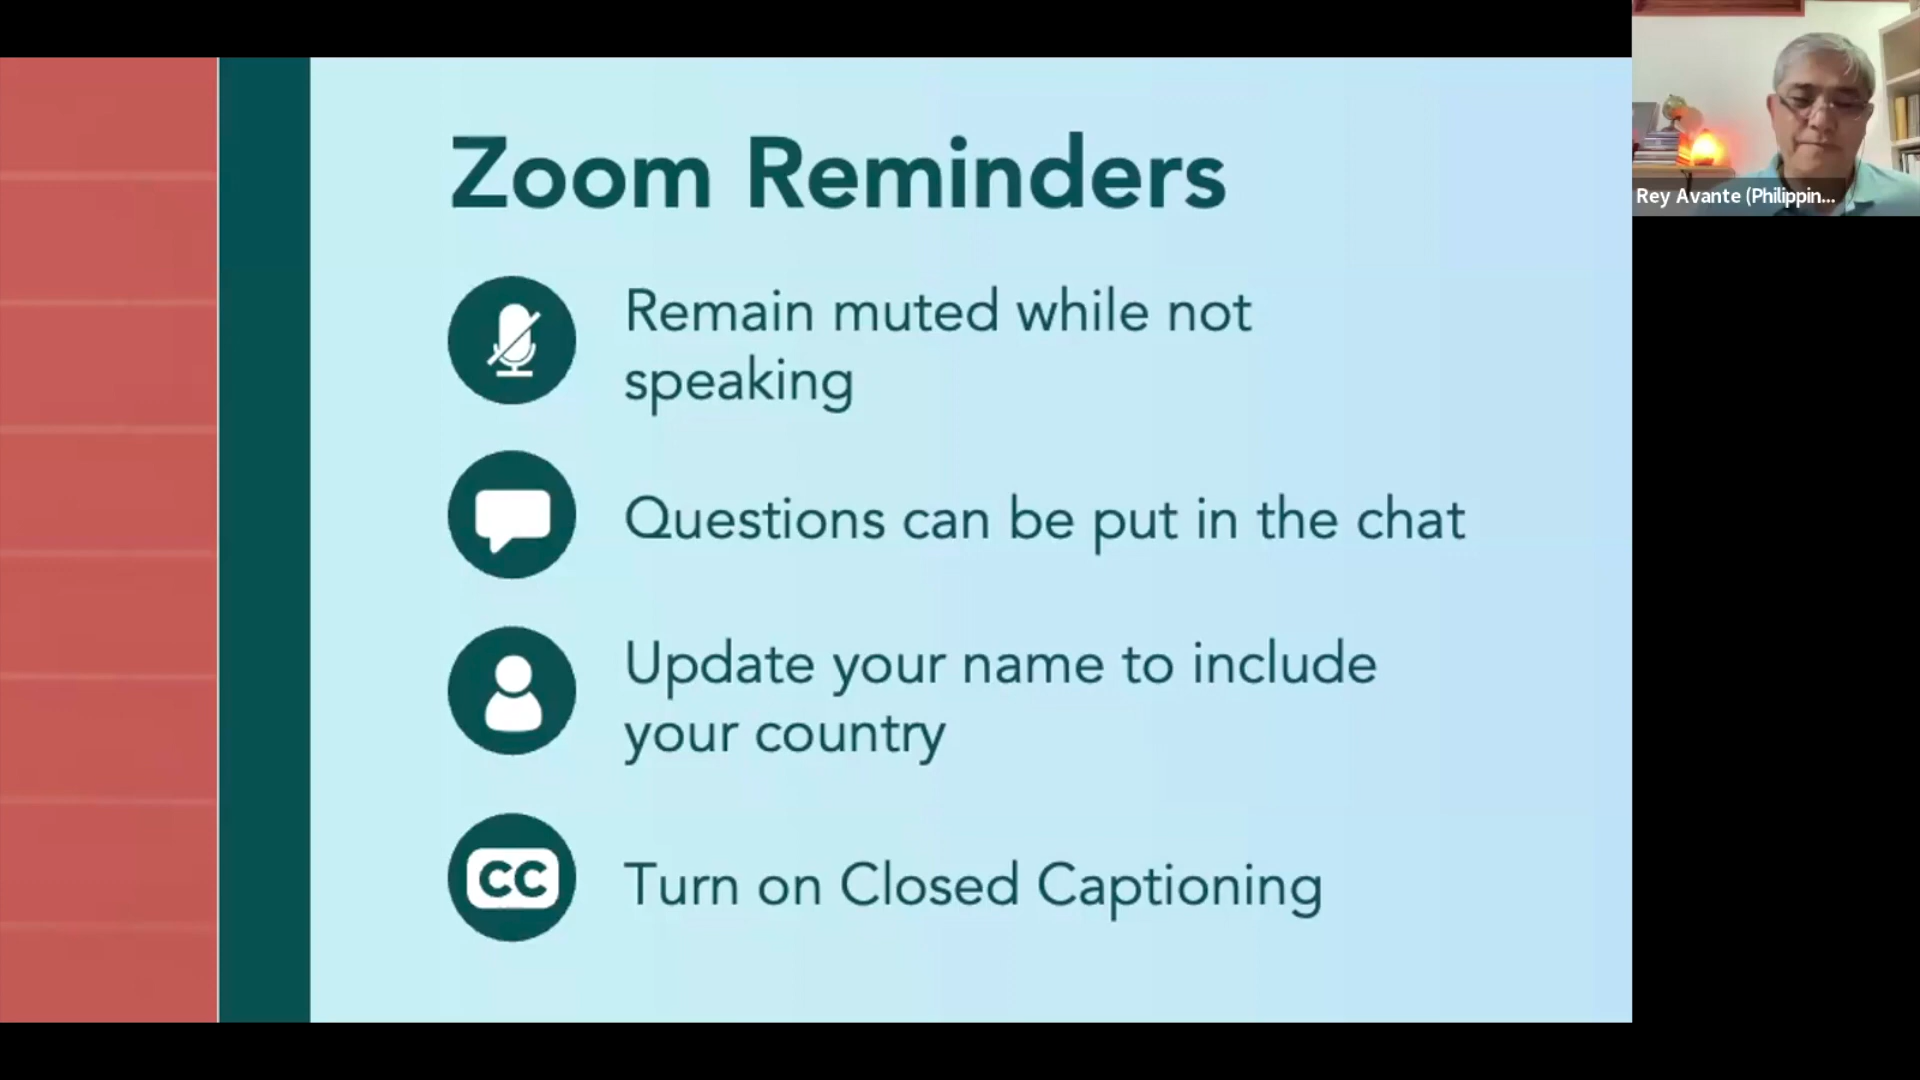 Zoom Reminders
Remain muted while not
speaking
Questions can be put in the chat
Update your name to include
your country
CC
Turn on Closed Captioning
Rey Avante (Philippin...